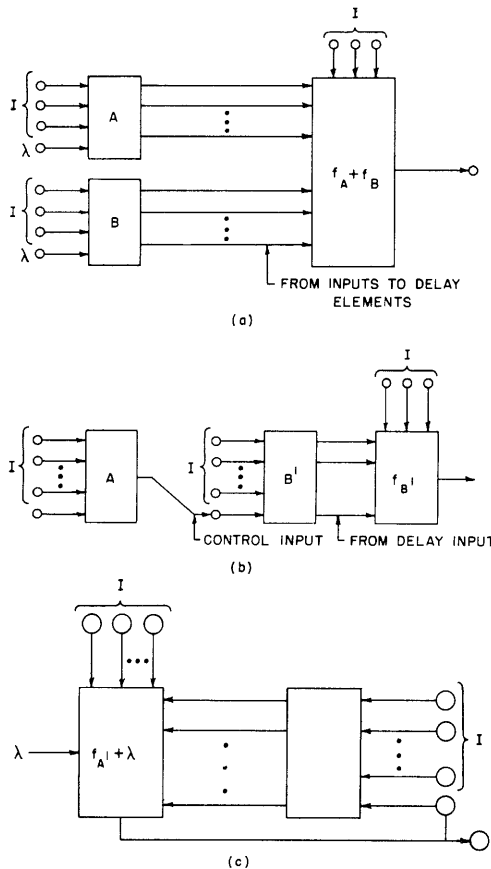 I
I
A
λ
f_A + f_B
I
B
λ
FROM INPUTS TO DELAY
ELEMENTS
(a)
I
I
A
I
B'
f_B'
CONTROL INPUT
FROM DELAY INPUT
(b)
I
λ
f_A' + λ
I
(c)